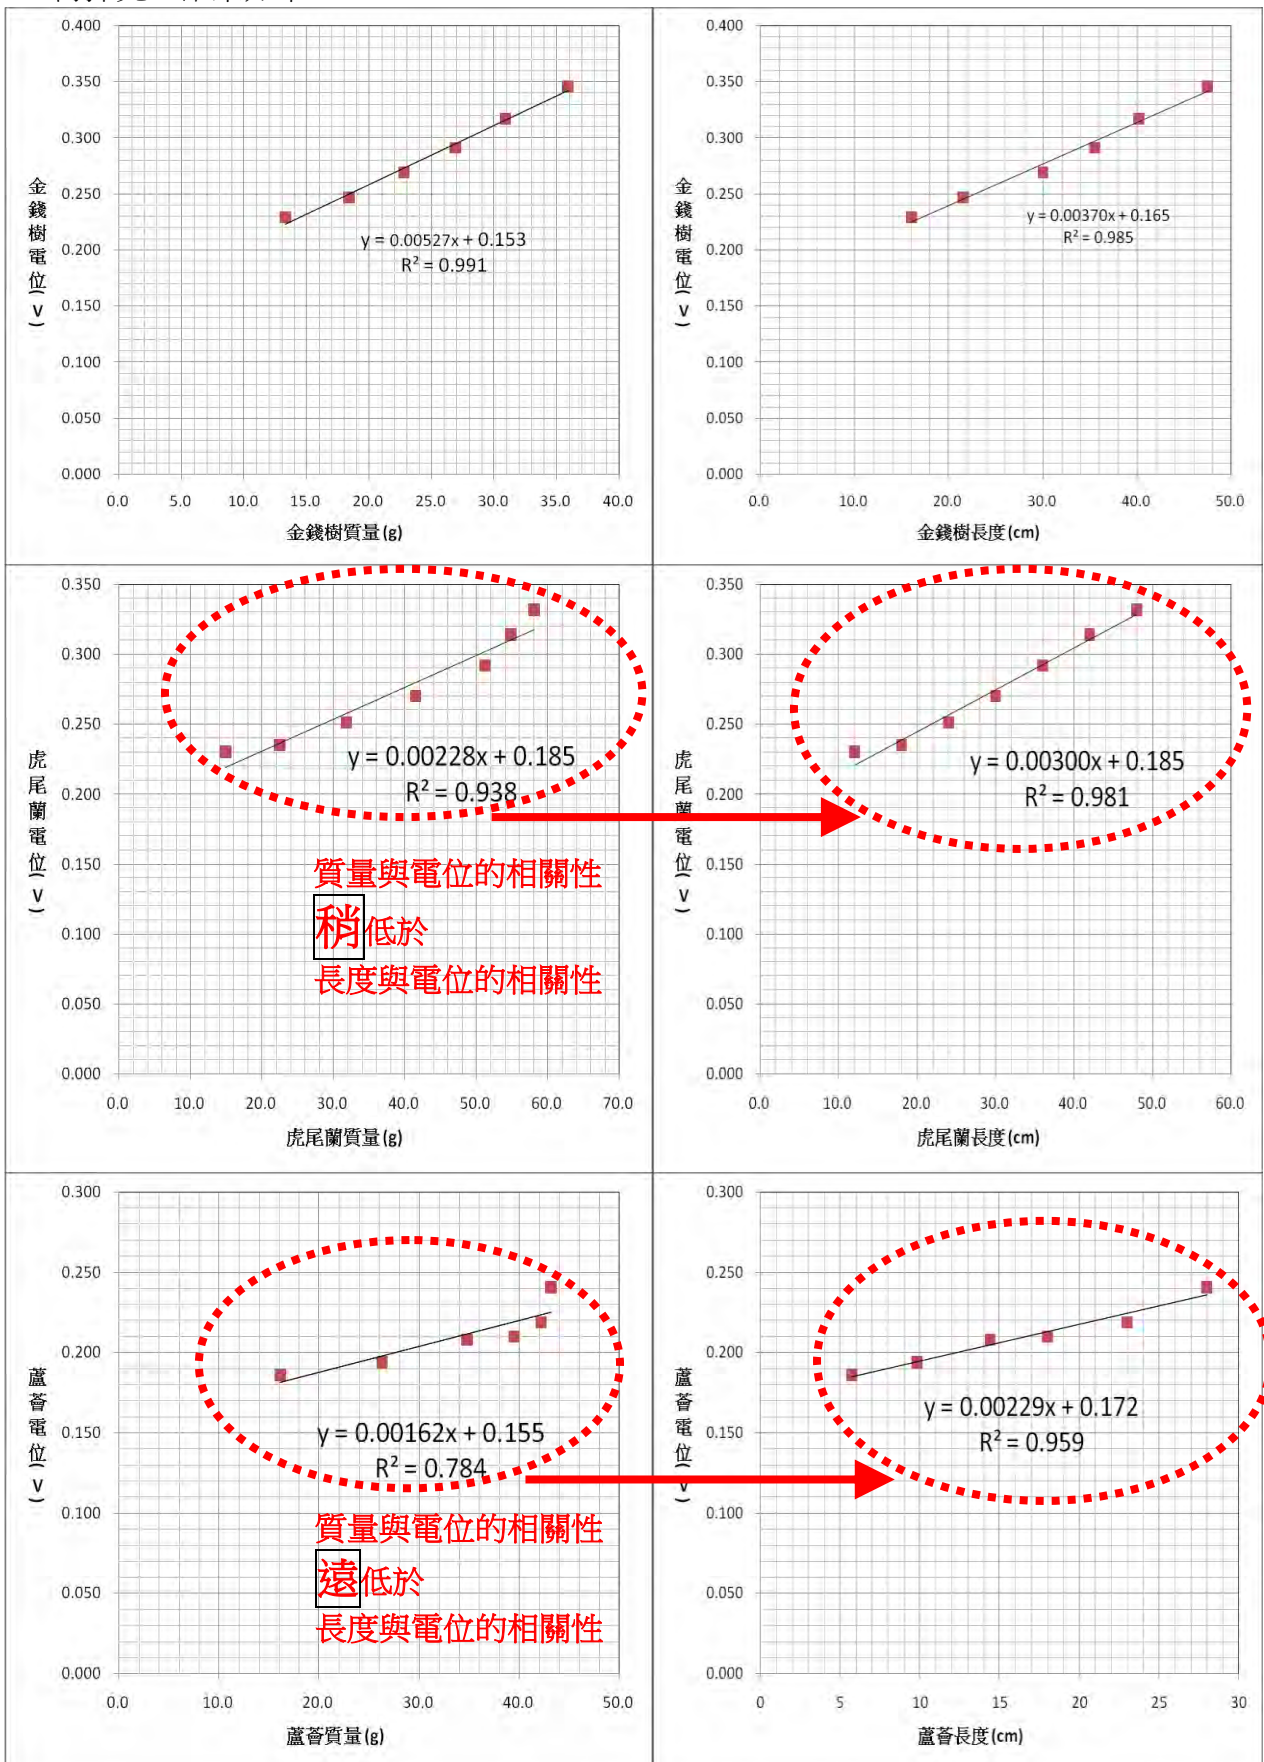 0.400
0.350
0.300
0.250
0.200
0.150
0.100
0.050
0.000
金錢樹電位(V)
y = 0.00527x + 0.153
R² = 0.991
0.0 5.0 10.0 15.0 20.0 25.0 30.0 35.0 40.0
金錢樹質量(g)
0.400
0.350
0.300
0.250
0.200
0.150
0.100
0.050
0.000
金錢樹電位(V)
y = 0.00370x + 0.165
R² = 0.985
0.0 10.0 20.0 30.0 40.0 50.0
金錢樹長度(cm)
0.350
0.300
0.250
0.200
0.150
0.100
0.050
0.000
虎尾蘭電位(V)
y = 0.00228x + 0.185
R² = 0.938
質量與電位的相關性
稍低於
長度與電位的相關性
0.0 10.0 20.0 30.0 40.0 50.0 60.0 70.0
虎尾蘭質量(g)
0.350
0.300
0.250
0.200
0.150
0.100
0.050
0.000
虎尾蘭電位(V)
y = 0.00300x + 0.185
R² = 0.981
0.0 10.0 20.0 30.0 40.0 50.0 60.0
虎尾蘭長度(cm)
0.300
0.250
0.200
0.150
0.100
0.050
0.000
蘆薈電位(V)
y = 0.00162x + 0.155
R² = 0.784
質量與電位的相關性
遠低於
長度與電位的相關性
0.0 10.0 20.0 30.0 40.0 50.0
蘆薈質量(g)
0.300
0.250
0.200
0.150
0.100
0.050
0.000
蘆薈電位(V)
y = 0.00229x + 0.172
R² = 0.959
0 5 10 15 20 25 30
蘆薈長度(cm)